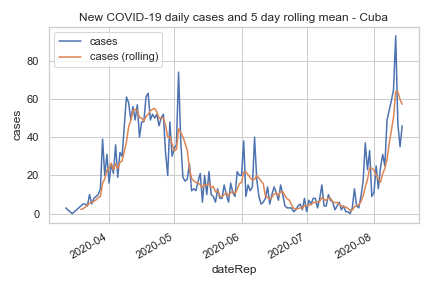 New COVID-19 daily cases and 5 day rolling mean - Cuba
cases
cases (rolling)
80
60
40
20
0
cases
2020-04
2020-05
2020-06
2020-07
2020-08
dateRep